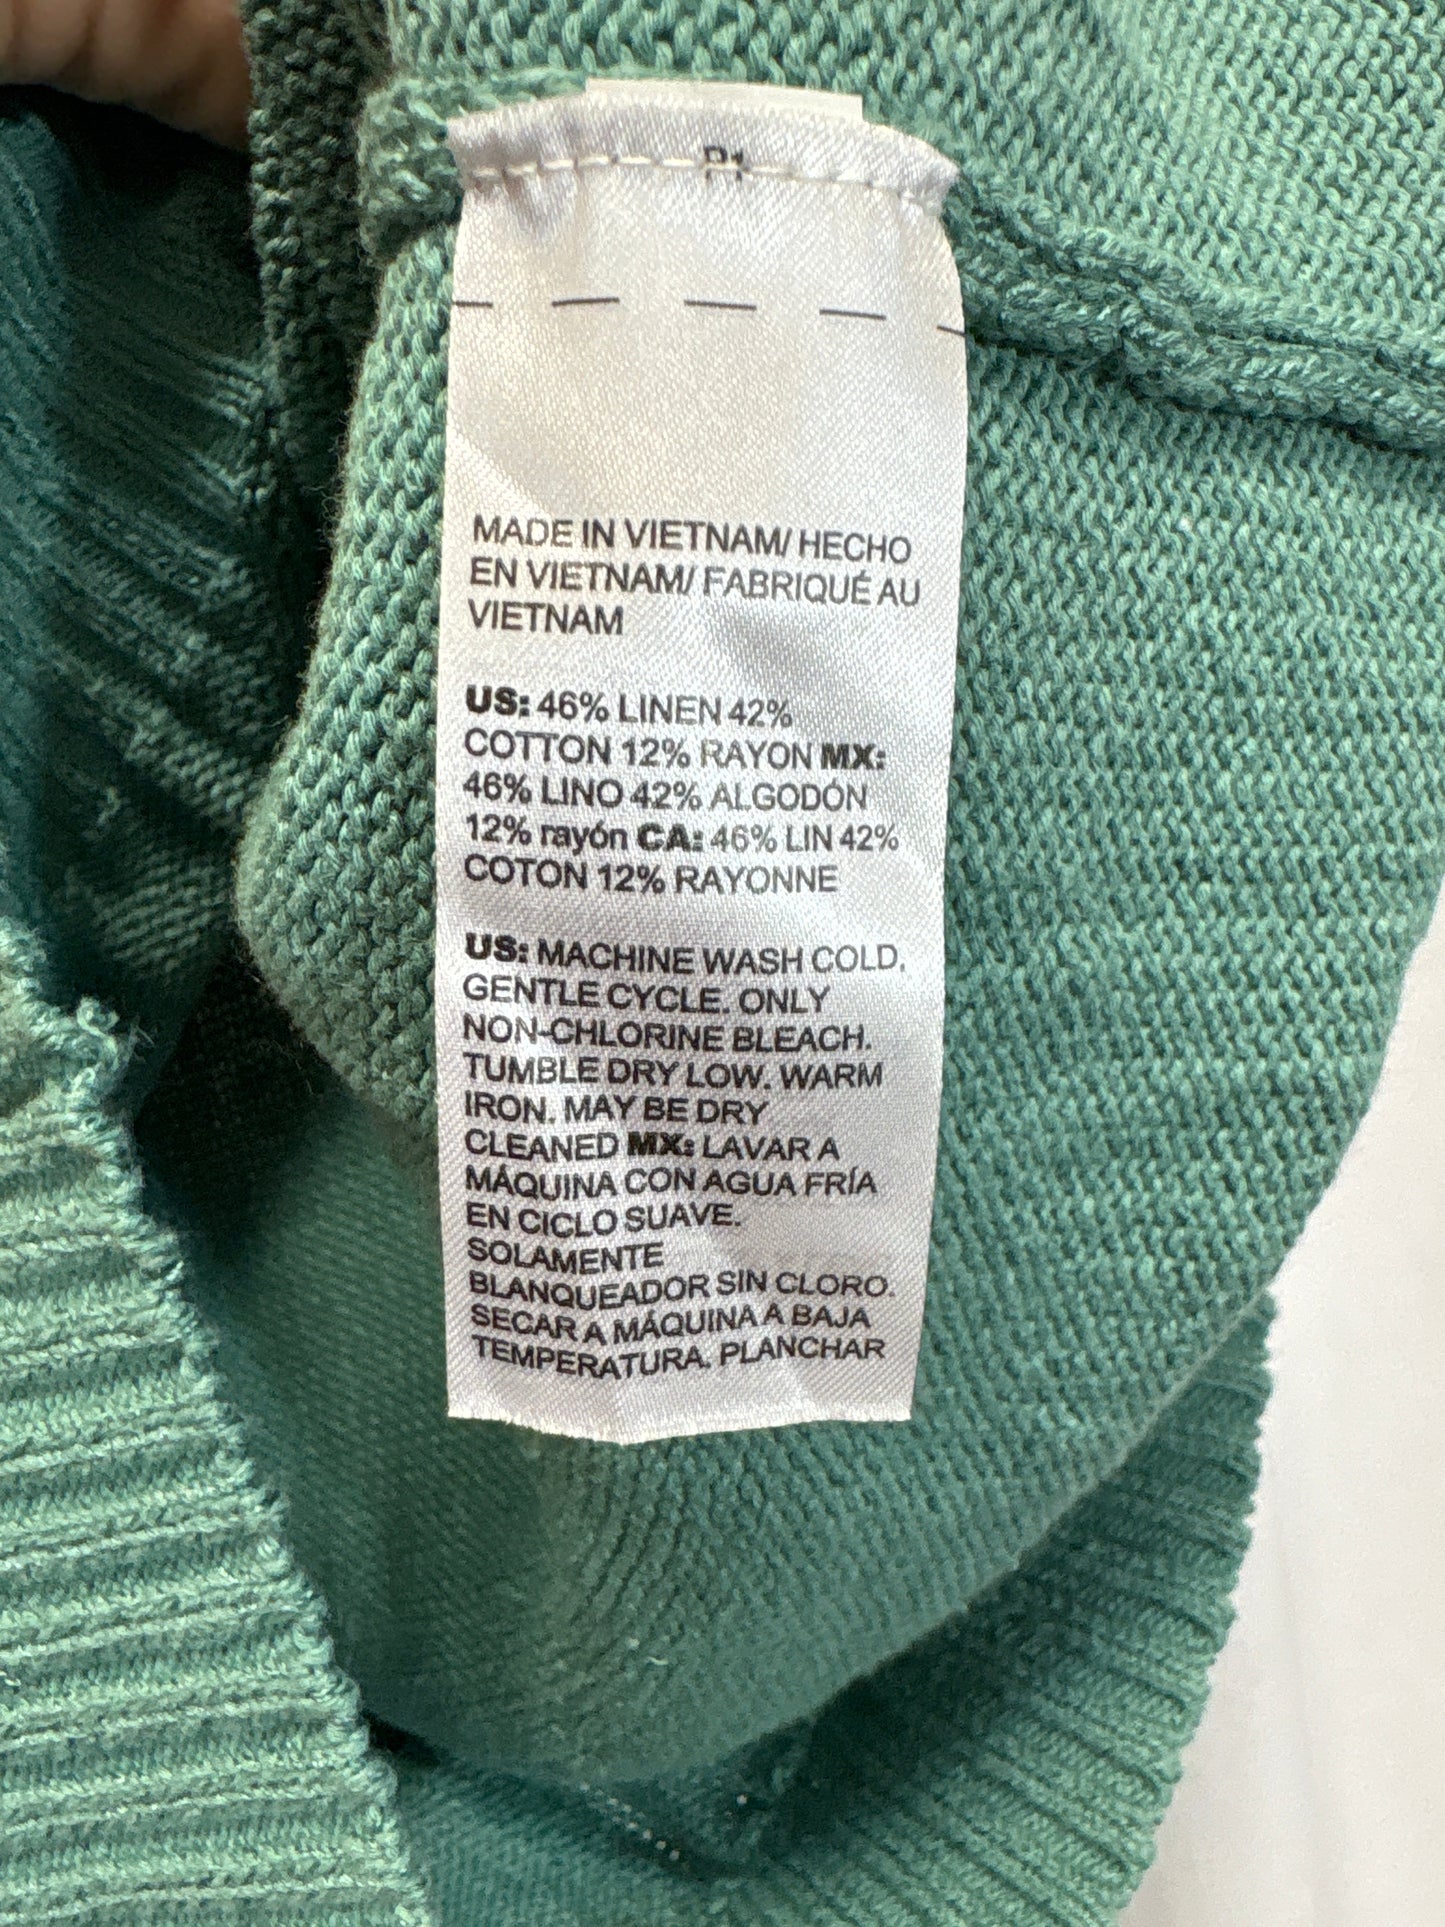 MADE IN VIETNAM/ HECHO
EN VIETNAM/ FABRIQUÉ AU
VIETNAM
US: 46% LINEN 42%
COTTON 12% RAYON MX:
46% LINO 42% ALGODÓN
12% rayón CA: 46% LIN 42%
COTON 12% RAYONNE
US: MACHINE WASH COLD.
GENTLE CYCLE. ONLY
NON-CHLORINE BLEACH.
TUMBLE DRY LOW. WARM
IRON. MAY BE DRY
CLEANED MX: LAVAR A
MÁQUINA CON AGUA FRÍA
EN CICLO SUAVE.
SOLAMENTE
BLANQUEADOR SIN CLORO.
SECAR A MÁQUINA A BAJA
TEMPERATURA. PLANCHAR